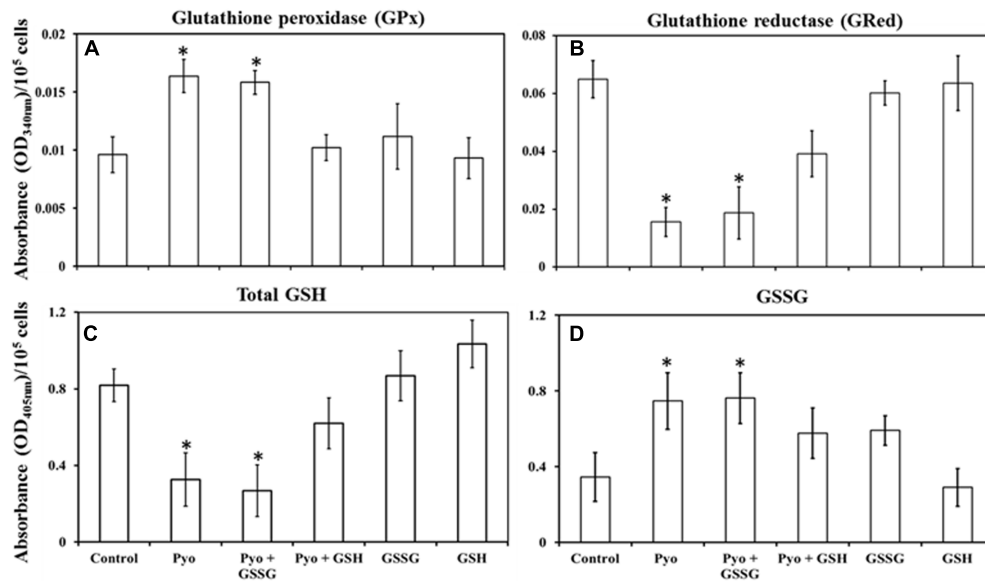 Glutathione peroxidase (GPx)
Glutathione reductase (GRed)
Absorbance (OD340nm)/10⁵ cells
0.02
0.015
0.01
0.005
0
A
*
*
0.08
0.06
0.04
0.02
0
B
*
*
Total GSH
GSSG
Absorbance (OD405nm)/10⁵ cells
1.2
0.8
0.4
0
C
*
*
Control Pyo Pyo + GSSG Pyo + GSH GSSG GSH
1.2
0.8
0.4
0
D
*
*
Control Pyo Pyo + GSSG Pyo + GSH GSSG GSH